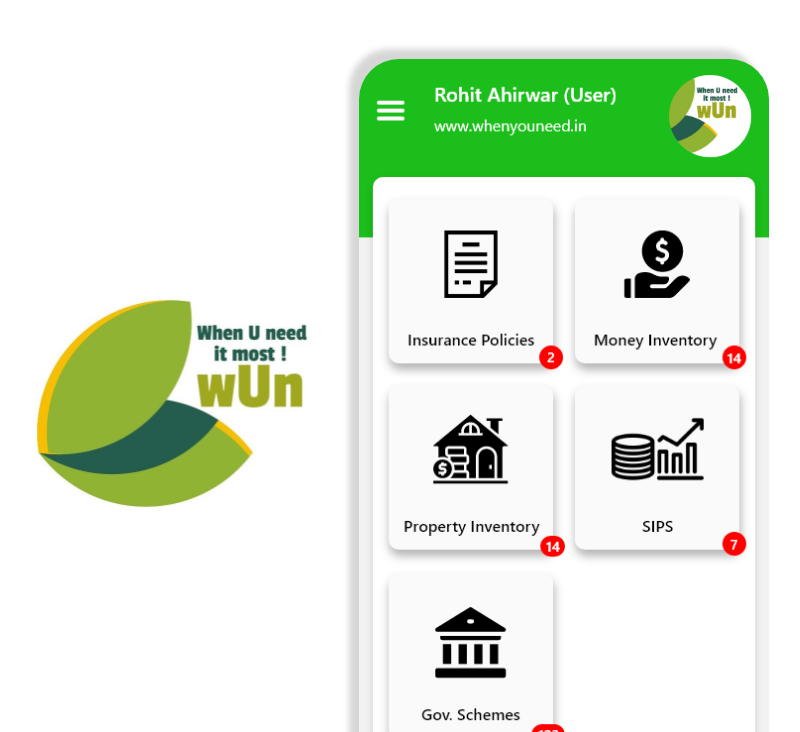 When U need
it most !
wUn
Rohit Ahirwar (User)
www.whenyouneed.in
When U need
it most !
wUn
Insurance Policies
2
Money Inventory
14
Property Inventory
14
SIPS
7
Gov. Schemes